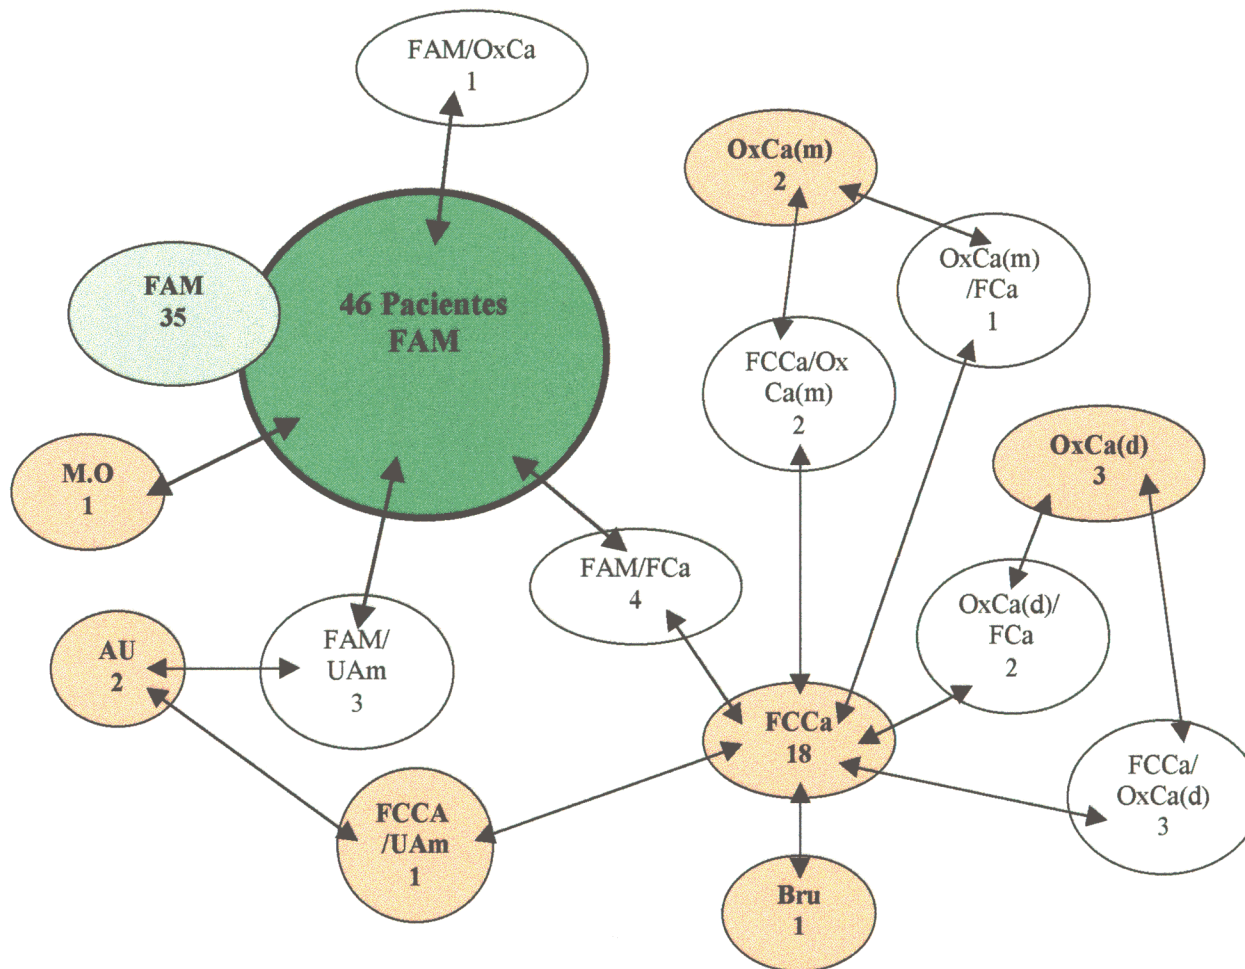 FAM/OxCa
1
OxCa(m)
2
OxCa(m)
/FCa
1
FAM
35
46 Pacientes
FAM
FCCa/Ox
Ca(m)
2
OxCa(d)
3
M.O
1
FAM/FCa
4
OxCa(d)/
FCa
2
AU
2
FAM/
UAm
3
FCCa
18
FCCa/
OxCa(d)
3
FCCA
/UAm
1
Bru
1